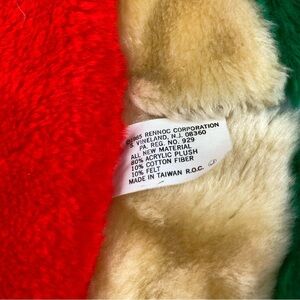 ©1985 RENNOC CORPORATION
S. VINELAND, N.J. 08360
PA. REG. NO. 929
ALL NEW MATERIAL
80% ACRYLIC PLUSH
10% COTTON FIBER
10% FELT
MADE IN TAIWAN R.O.C.